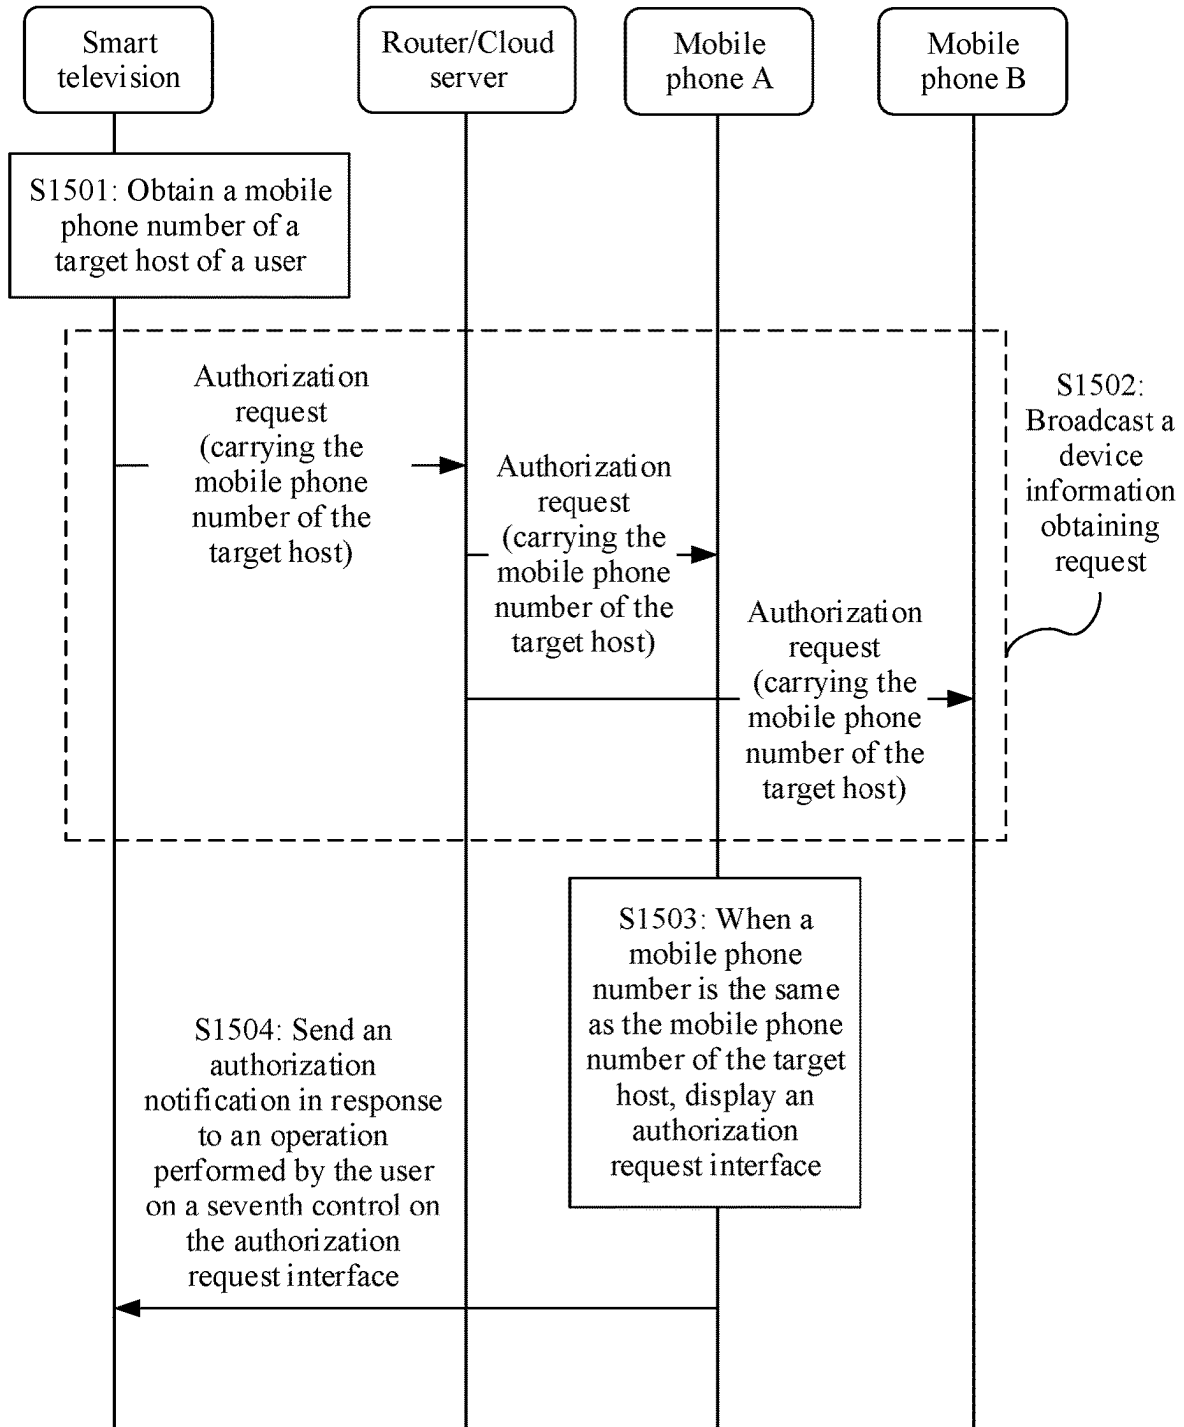 Smart
television
Router/Cloud
server
Mobile
phone A
Mobile
phone B
S1501: Obtain a mobile
phone number of a
target host of a user
Authorization
request
(carrying the
mobile phone
number of the
target host)
Authorization
request
(carrying the
mobile phone
number of the
target host)
Authorization
request
(carrying the
mobile phone
number of the
target host)
S1502:
Broadcast a
device
information
obtaining
request
S1503: When a
mobile phone
number is the same
as the mobile phone
number of the target
host, display an
authorization
request interface
S1504: Send an
authorization
notification in response
to an operation
performed by the user
on a seventh control on
the authorization
request interface